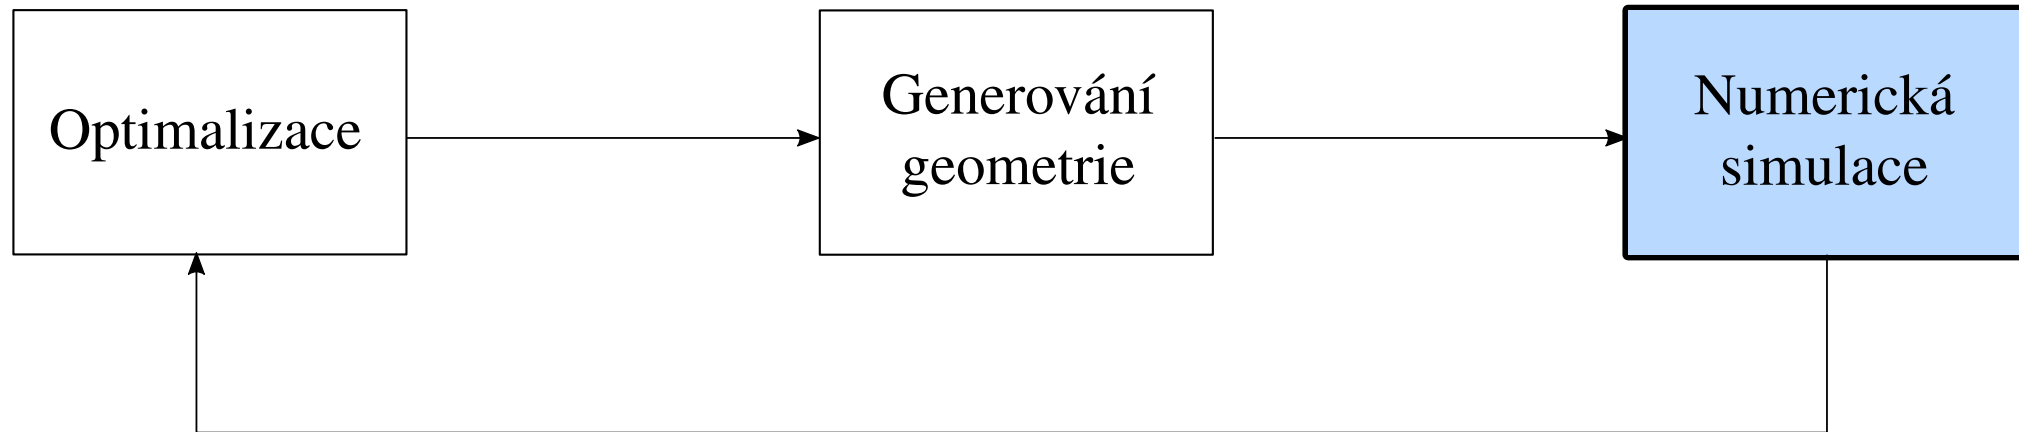 Optimalizace
Generování
geometrie
Numerická
simulace